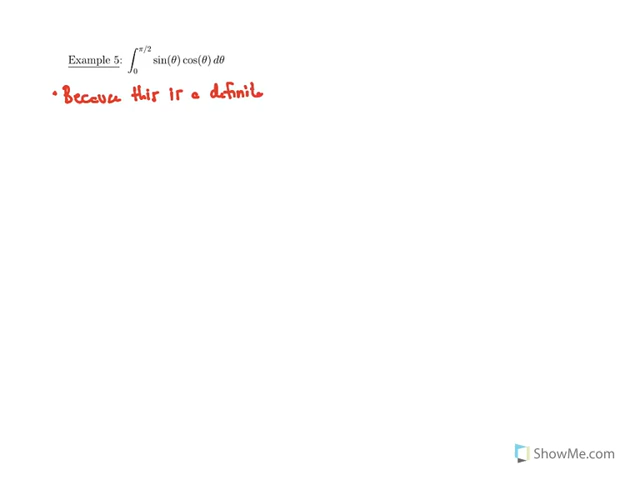 Example 5: ∫_0^{π/2} sin(θ) cos(θ) dθ
• Because this is a definite
ShowMe.com